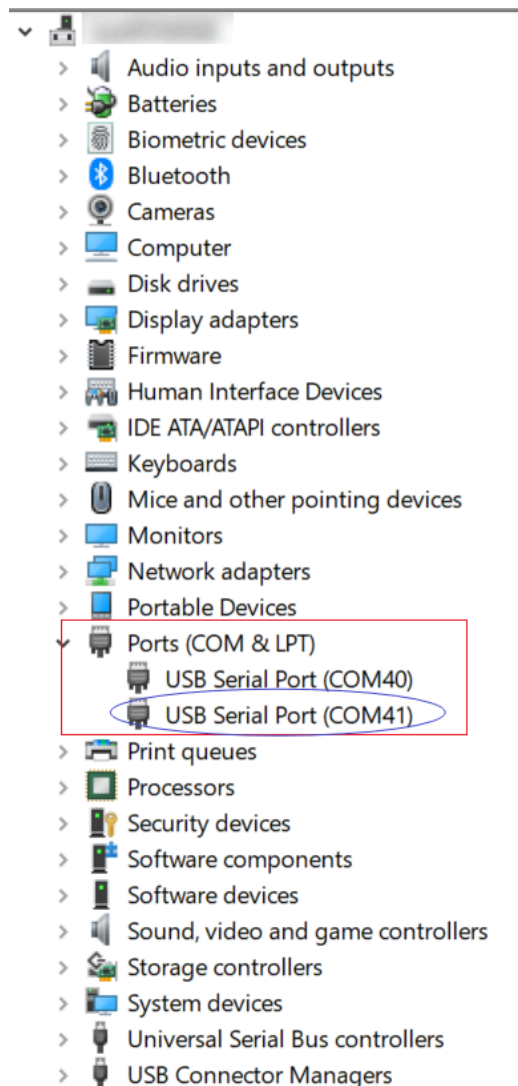 Audio inputs and outputs
Batteries
Biometric devices
Bluetooth
Cameras
Computer
Disk drives
Display adapters
Firmware
Human Interface Devices
IDE ATA/ATAPI controllers
Keyboards
Mice and other pointing devices
Monitors
Network adapters
Portable Devices
Ports (COM & LPT)
USB Serial Port (COM40)
USB Serial Port (COM41)
Print queues
Processors
Security devices
Software components
Software devices
Sound, video and game controllers
Storage controllers
System devices
Universal Serial Bus controllers
USB Connector Managers